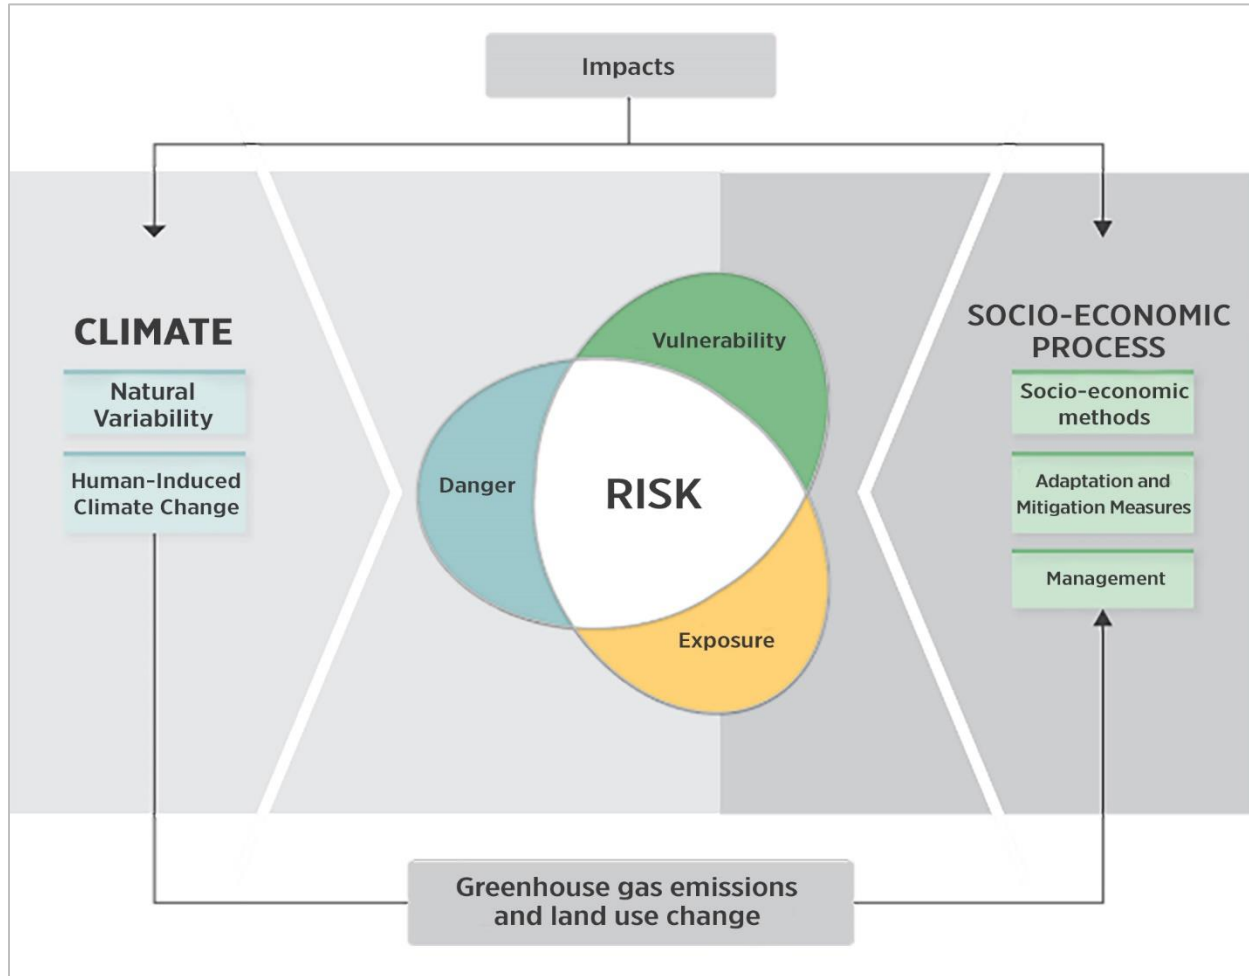 Impacts
CLIMATE
Natural
Variability
Human-Induced
Climate Change
Vulnerability
Danger
RISK
Exposure
SOCIO-ECONOMIC
PROCESS
Socio-economic
methods
Adaptation and
Mitigation Measures
Management
Greenhouse gas emissions
and land use change